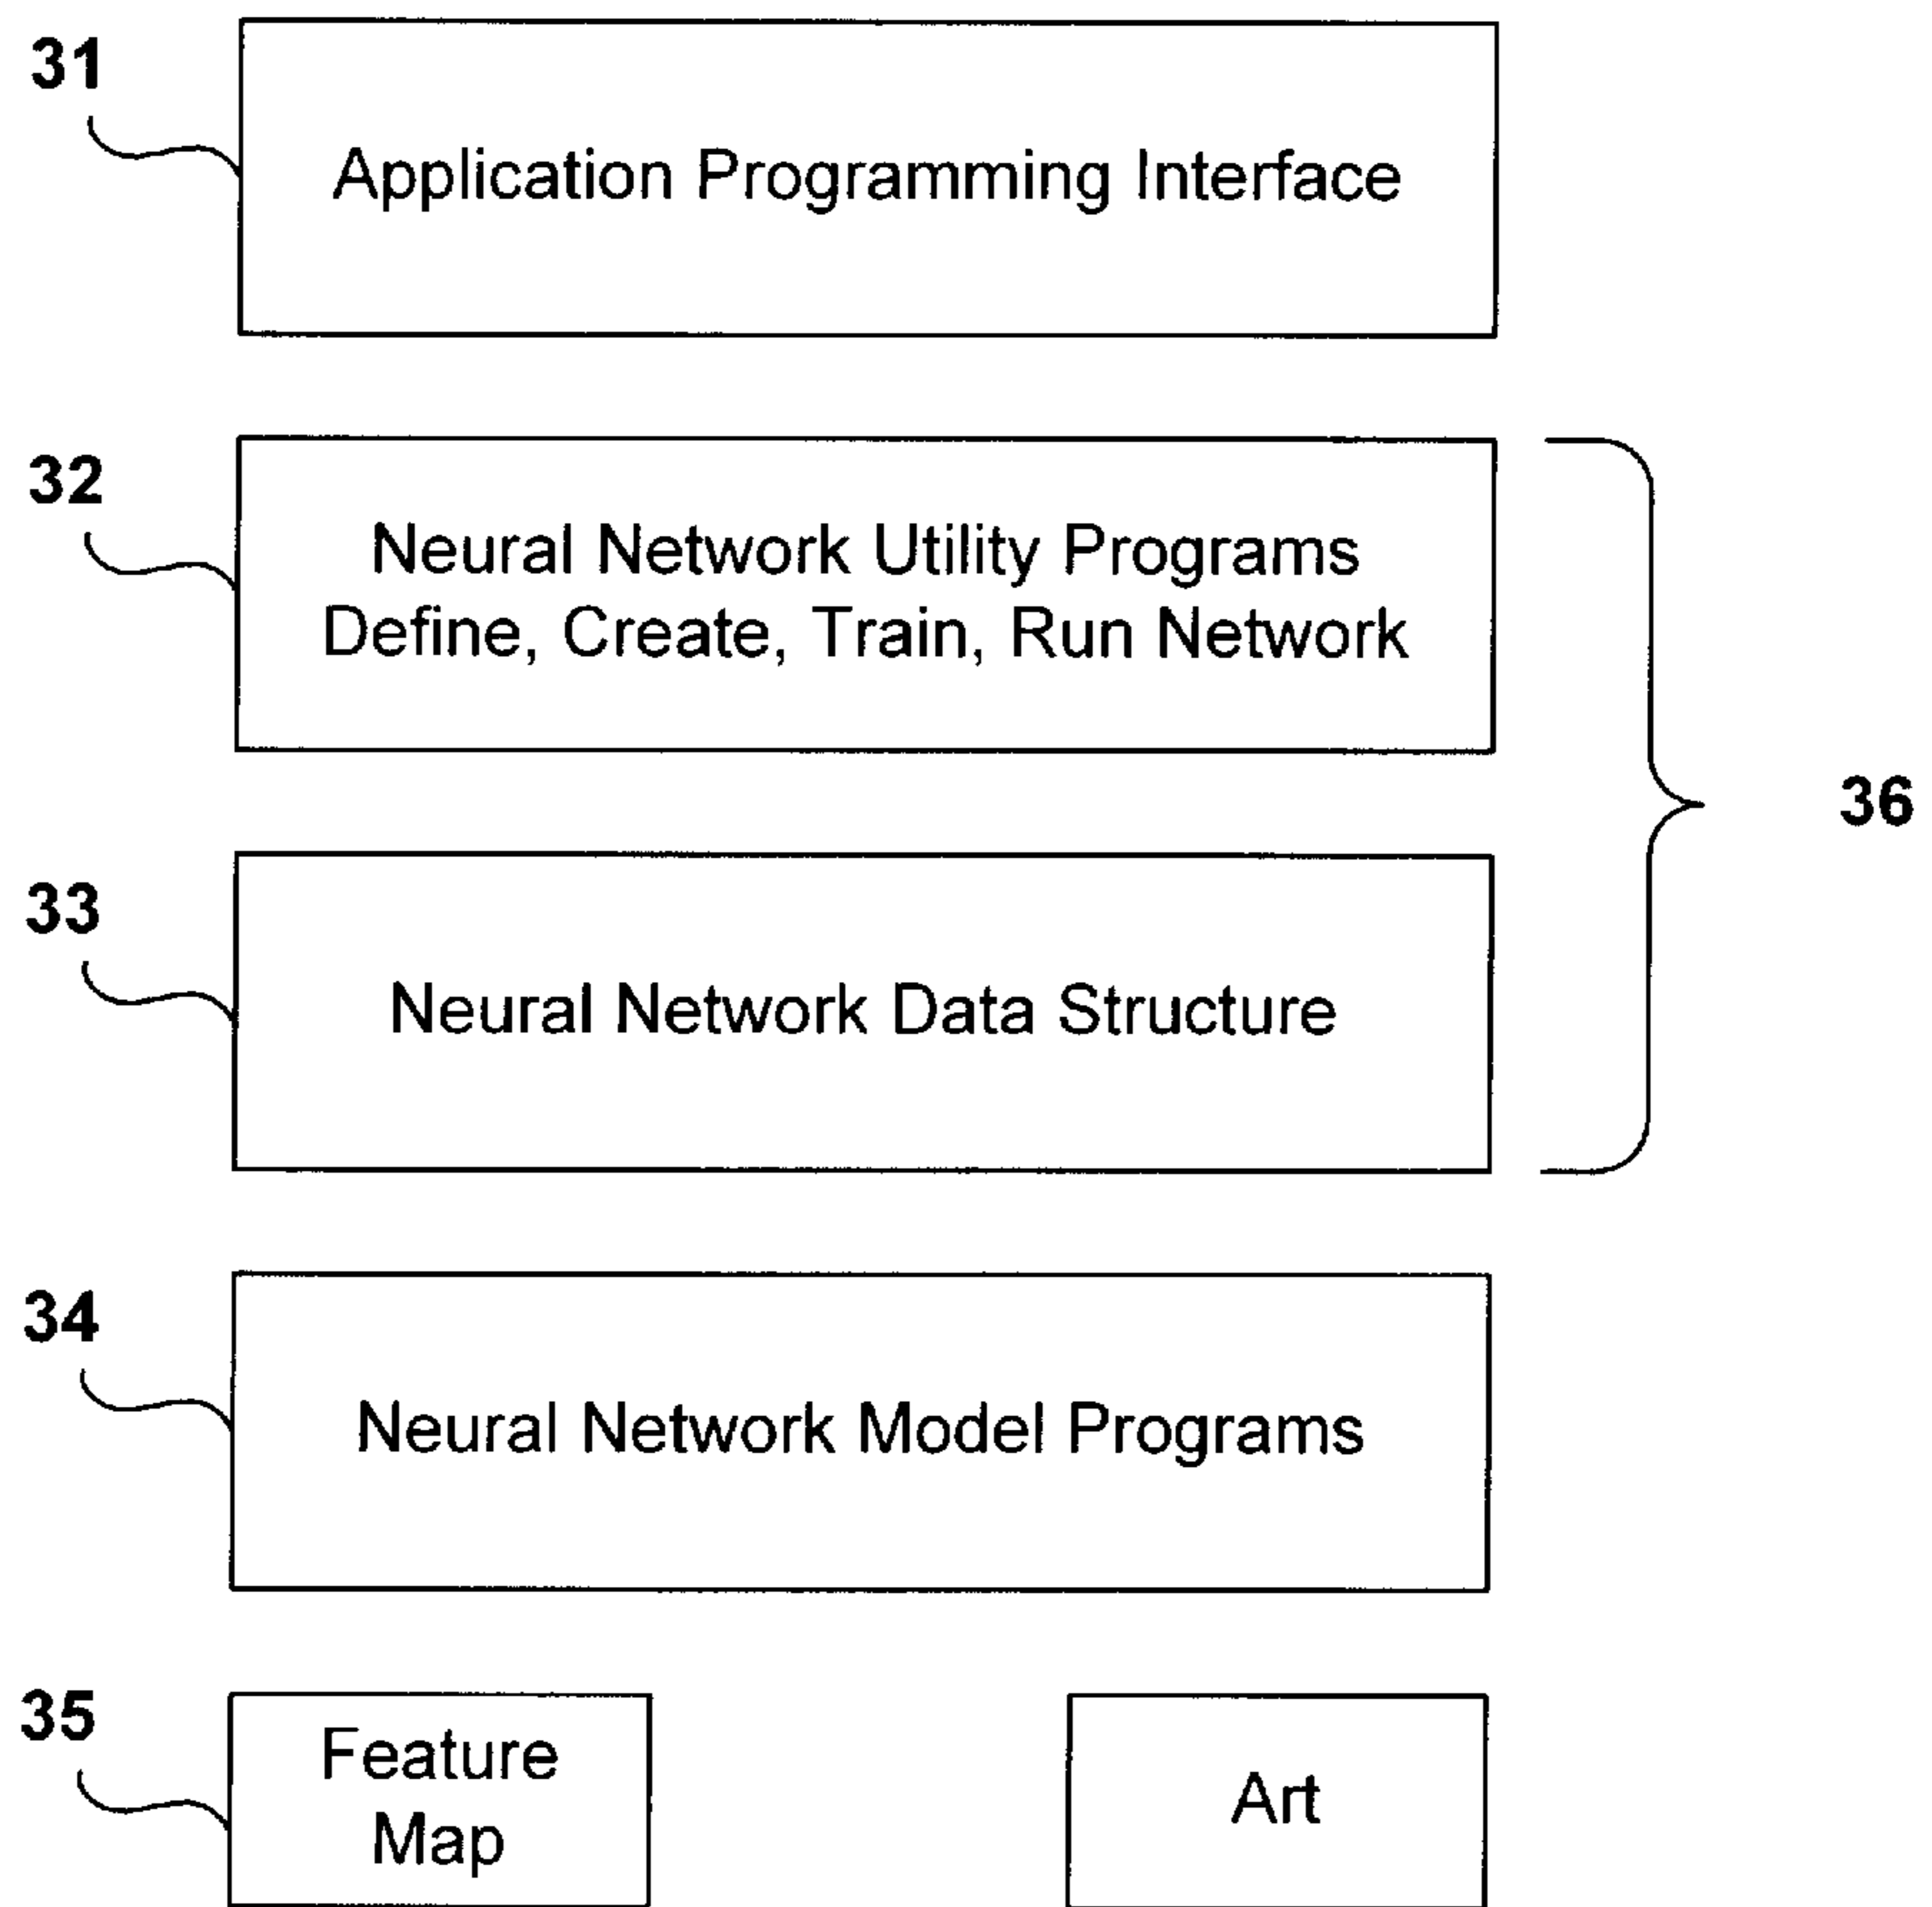 31
Application Programming Interface
32
Neural Network Utility Programs
Define, Create, Train, Run Network
36
33
Neural Network Data Structure
34
Neural Network Model Programs
35
Feature
Map
Art